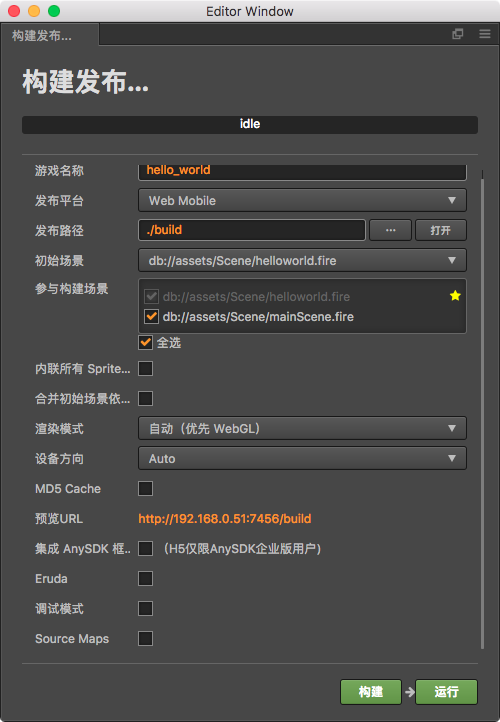 Editor Window
构建发布...
构建发布...
idle
游戏名称 hello_world
发布平台 Web Mobile
发布路径 ./build ... 打开
初始场景 db://assets/Scene/helloworld.fire
参与构建场景 db://assets/Scene/helloworld.fire
db://assets/Scene/mainScene.fire
全选
内联所有 Sprite...
合并初始场景依...
渲染模式 自动（优先 WebGL）
设备方向 Auto
MD5 Cache
预览URL http://192.168.0.51:7456/build
集成 AnySDK 框... （H5仅限AnySDK企业版用户）
Eruda
调试模式
Source Maps
构建 运行